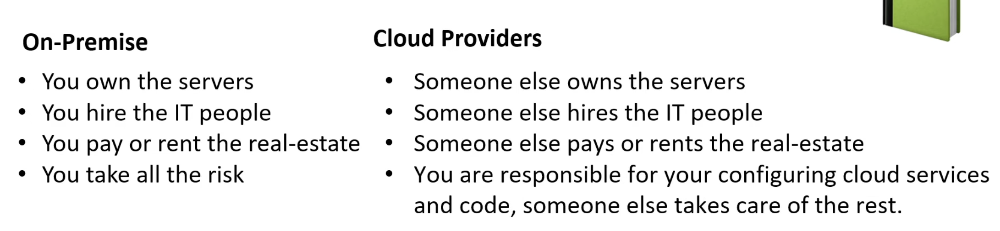 On-Premise
• You own the servers
• You hire the IT people
• You pay or rent the real-estate
• You take all the risk
Cloud Providers
• Someone else owns the servers
• Someone else hires the IT people
• Someone else pays or rents the real-estate
• You are responsible for your configuring cloud services
and code, someone else takes care of the rest.